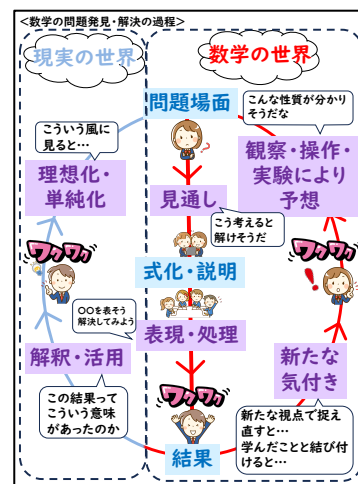 <数学の問題発見・解決の過程>
現実の世界
数学の世界
問題場面
こういう風に
見ると…
こんな性質が分かり
そうだな
理想化・
単純化
見通し
観察・操作・
実験により
予想
こう考えると
解けそうだ
ワクワク
式化・説明
ワクワク
〇〇を表そう
解決してみよう
表現・処理
解釈・活用
新たな
気付き
ワクワク
この結果って
こういう意味
があったのか
新たな視点で捉え
直すと…
学んだことと結び付
けると…
結果